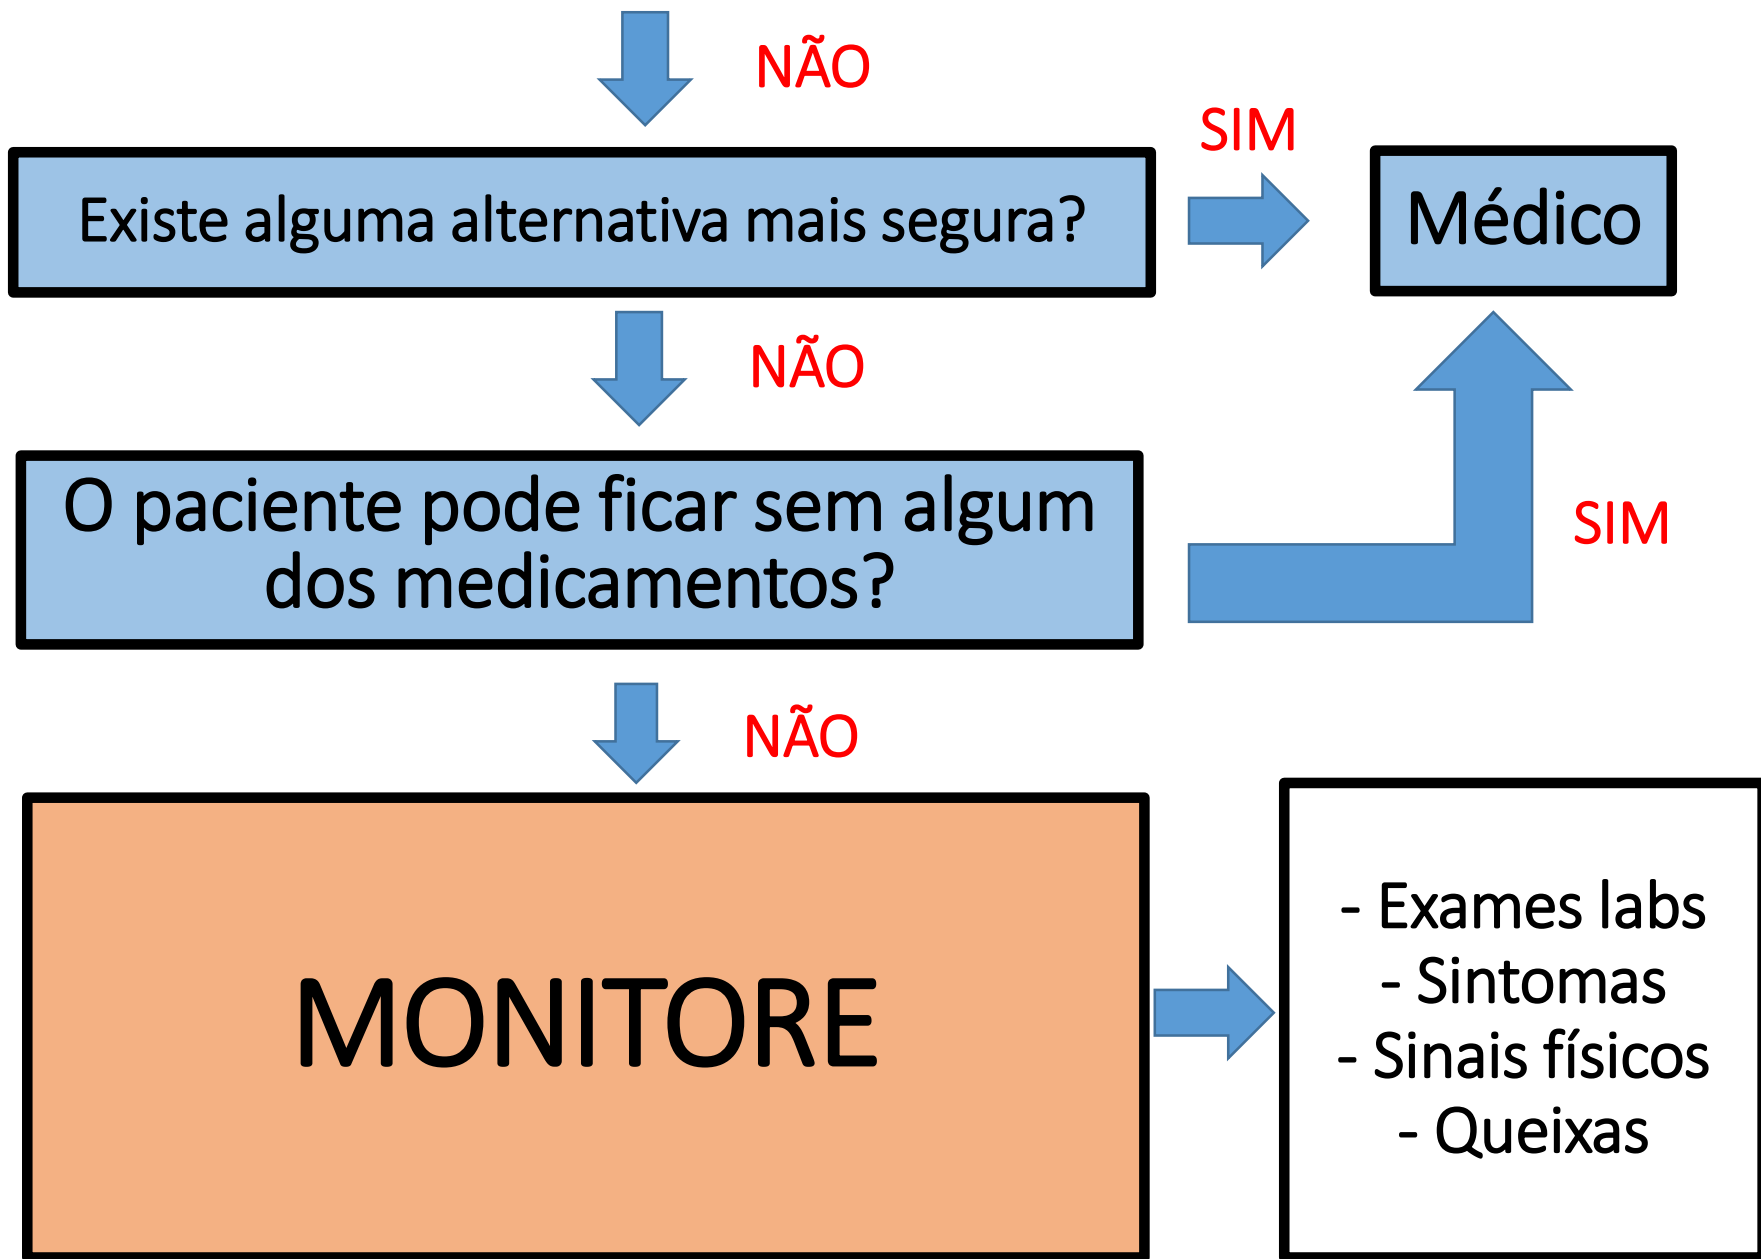 NÃO
SIM
Existe alguma alternativa mais segura?
Médico
NÃO
O paciente pode ficar sem algum
dos medicamentos?
SIM
NÃO
MONITORE
- Exames labs
- Sintomas
- Sinais físicos
- Queixas